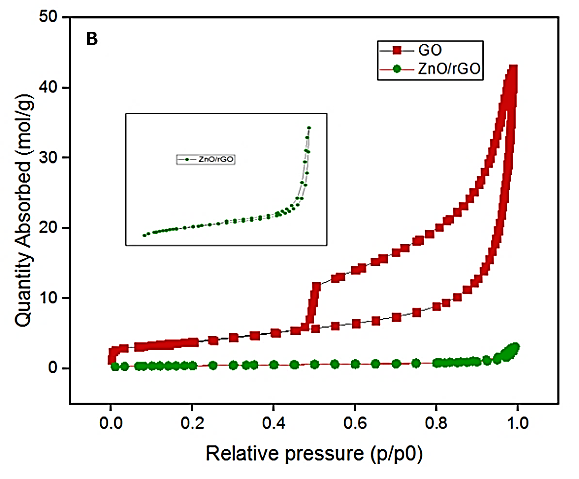 B
GO
ZnO/rGO
ZnO/rGO
50
40
30
20
10
0
Quantity Absorbed (mol/g)
0.0 0.2 0.4 0.6 0.8 1.0
Relative pressure (p/p0)